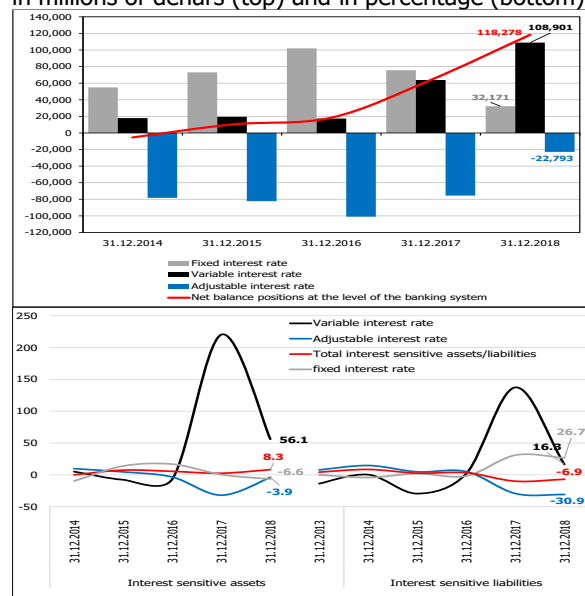 in millions of denars (top) and in percentage (bottom)
140,000
120,000
100,000
80,000
60,000
40,000
20,000
0
-20,000
-40,000
-60,000
-80,000
-100,000
-120,000
118,278
108,901
32,171
-22,793
31.12.2014 31.12.2015 31.12.2016 31.12.2017 31.12.2018
Fixed interest rate
Variable interest rate
Adjustable interest rate
Net balance positions at the level of the banking system
250
200
150
100
50
0
-50
Variable interest rate
Adjustable interest rate
Total interest sensitive assets/liabilities
fixed interest rate
56.1
8.3
-6.6
-3.9
26.7
16.3
-6.9
-30.9
31.12.2014 31.12.2015 31.12.2016 31.12.2017 31.12.2018 31.12.2013 31.12.2014 31.12.2015 31.12.2016 31.12.2017 31.12.2018
Interest sensitive assets Interest sensitive liabilities